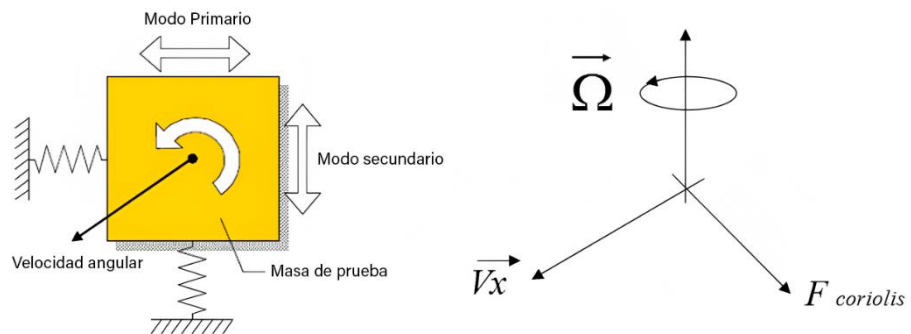 Modo Primario
Modo secundario
Velocidad angular
Masa de prueba
Ω
Vx
F coriolis